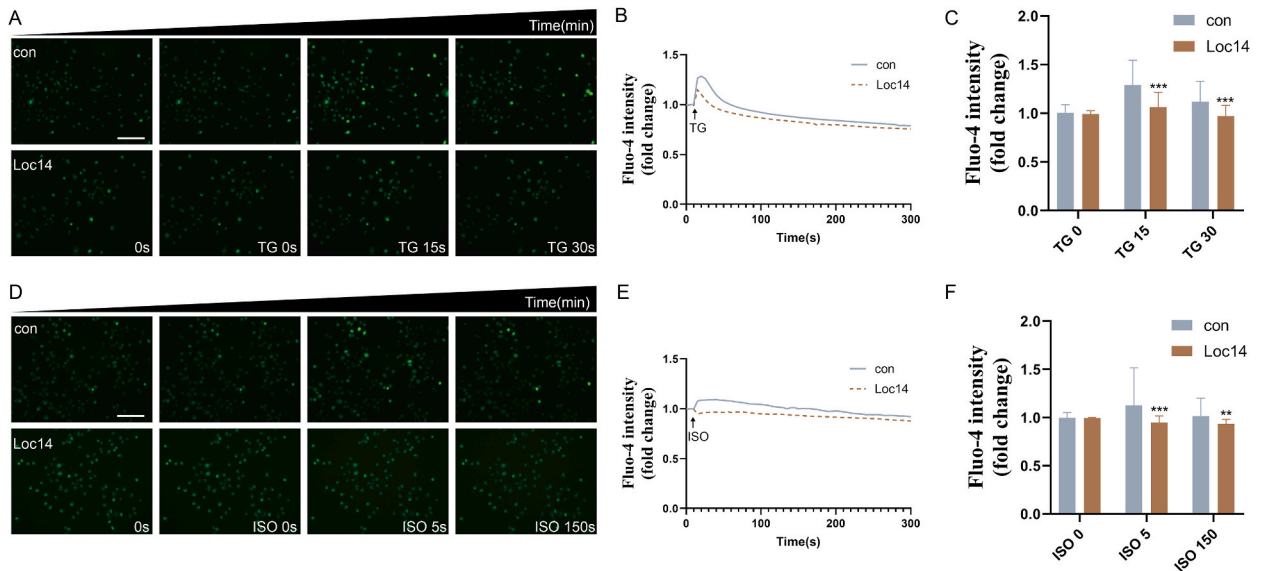 A
Time(min)
con
Loc14
0s
TG 0s
TG 15s
TG 30s
B
Fluo-4 intensity
(fold change)
1.5
1.0
0.5
0.0
0
100
200
300
Time(s)
TG
con
Loc14
C
Fluo-4 intensity
(fold change)
2.0
1.5
1.0
0.5
0.0
con
Loc14
***
***
TG 0
TG 15
TG 30
D
Time(min)
con
Loc14
0s
ISO 0s
ISO 5s
ISO 150s
E
Fluo-4 intensity
(fold change)
1.5
1.0
0.5
0.0
0
100
200
300
Time(s)
ISO
con
Loc14
F
Fluo-4 intensity
(fold change)
2.0
1.5
1.0
0.5
0.0
con
Loc14
***
**
ISO 0
ISO 5
ISO 150